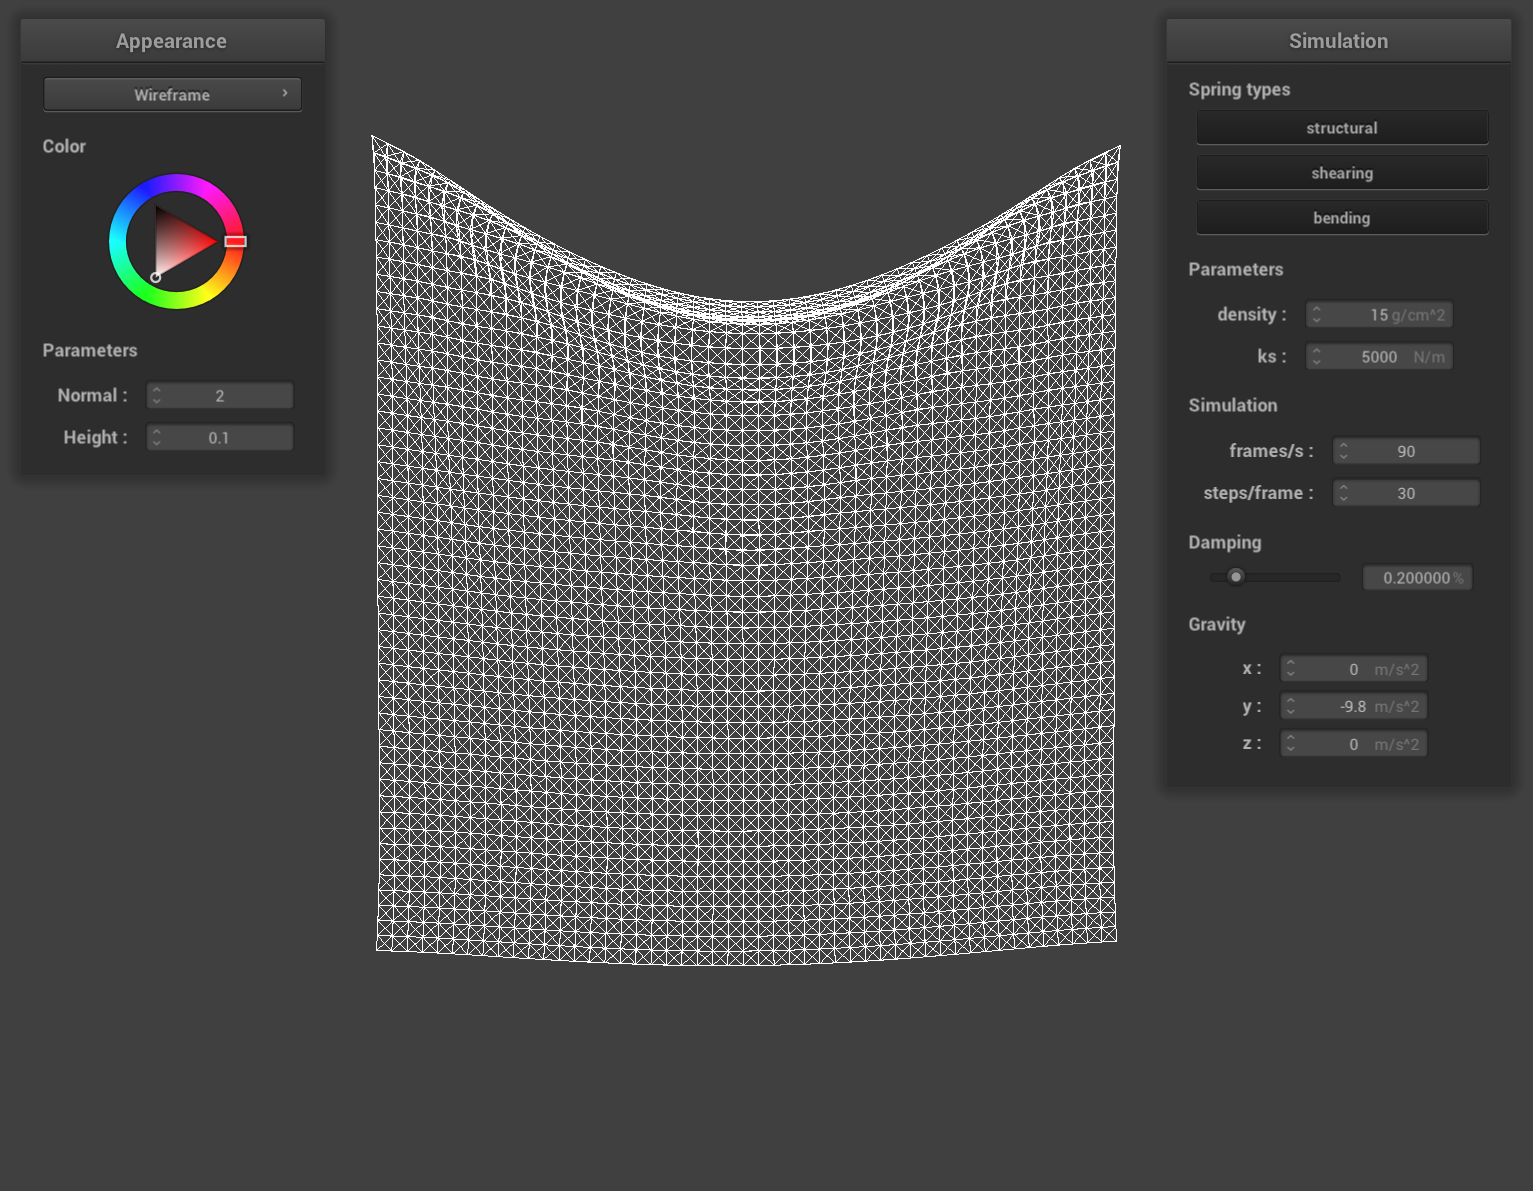 Appearance
Wireframe ›
Color
Parameters
Normal : 2
Height : 0.1
Simulation
Spring types
structural
shearing
bending
Parameters
density : 15 g/cm^2
ks : 5000 N/m
Simulation
frames/s : 90
steps/frame : 30
Damping
0.200000 %
Gravity
x : 0 m/s^2
y : -9.8 m/s^2
z : 0 m/s^2